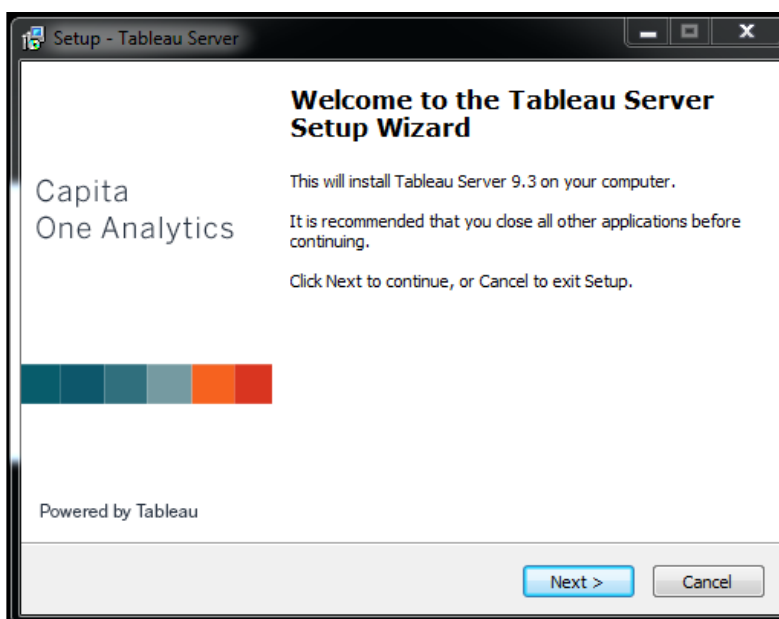 Setup - Tableau Server
Welcome to the Tableau Server
Setup Wizard
This will install Tableau Server 9.3 on your computer.
It is recommended that you close all other applications before
continuing.
Click Next to continue, or Cancel to exit Setup.
Capita
One Analytics
Powered by Tableau
Next >
Cancel